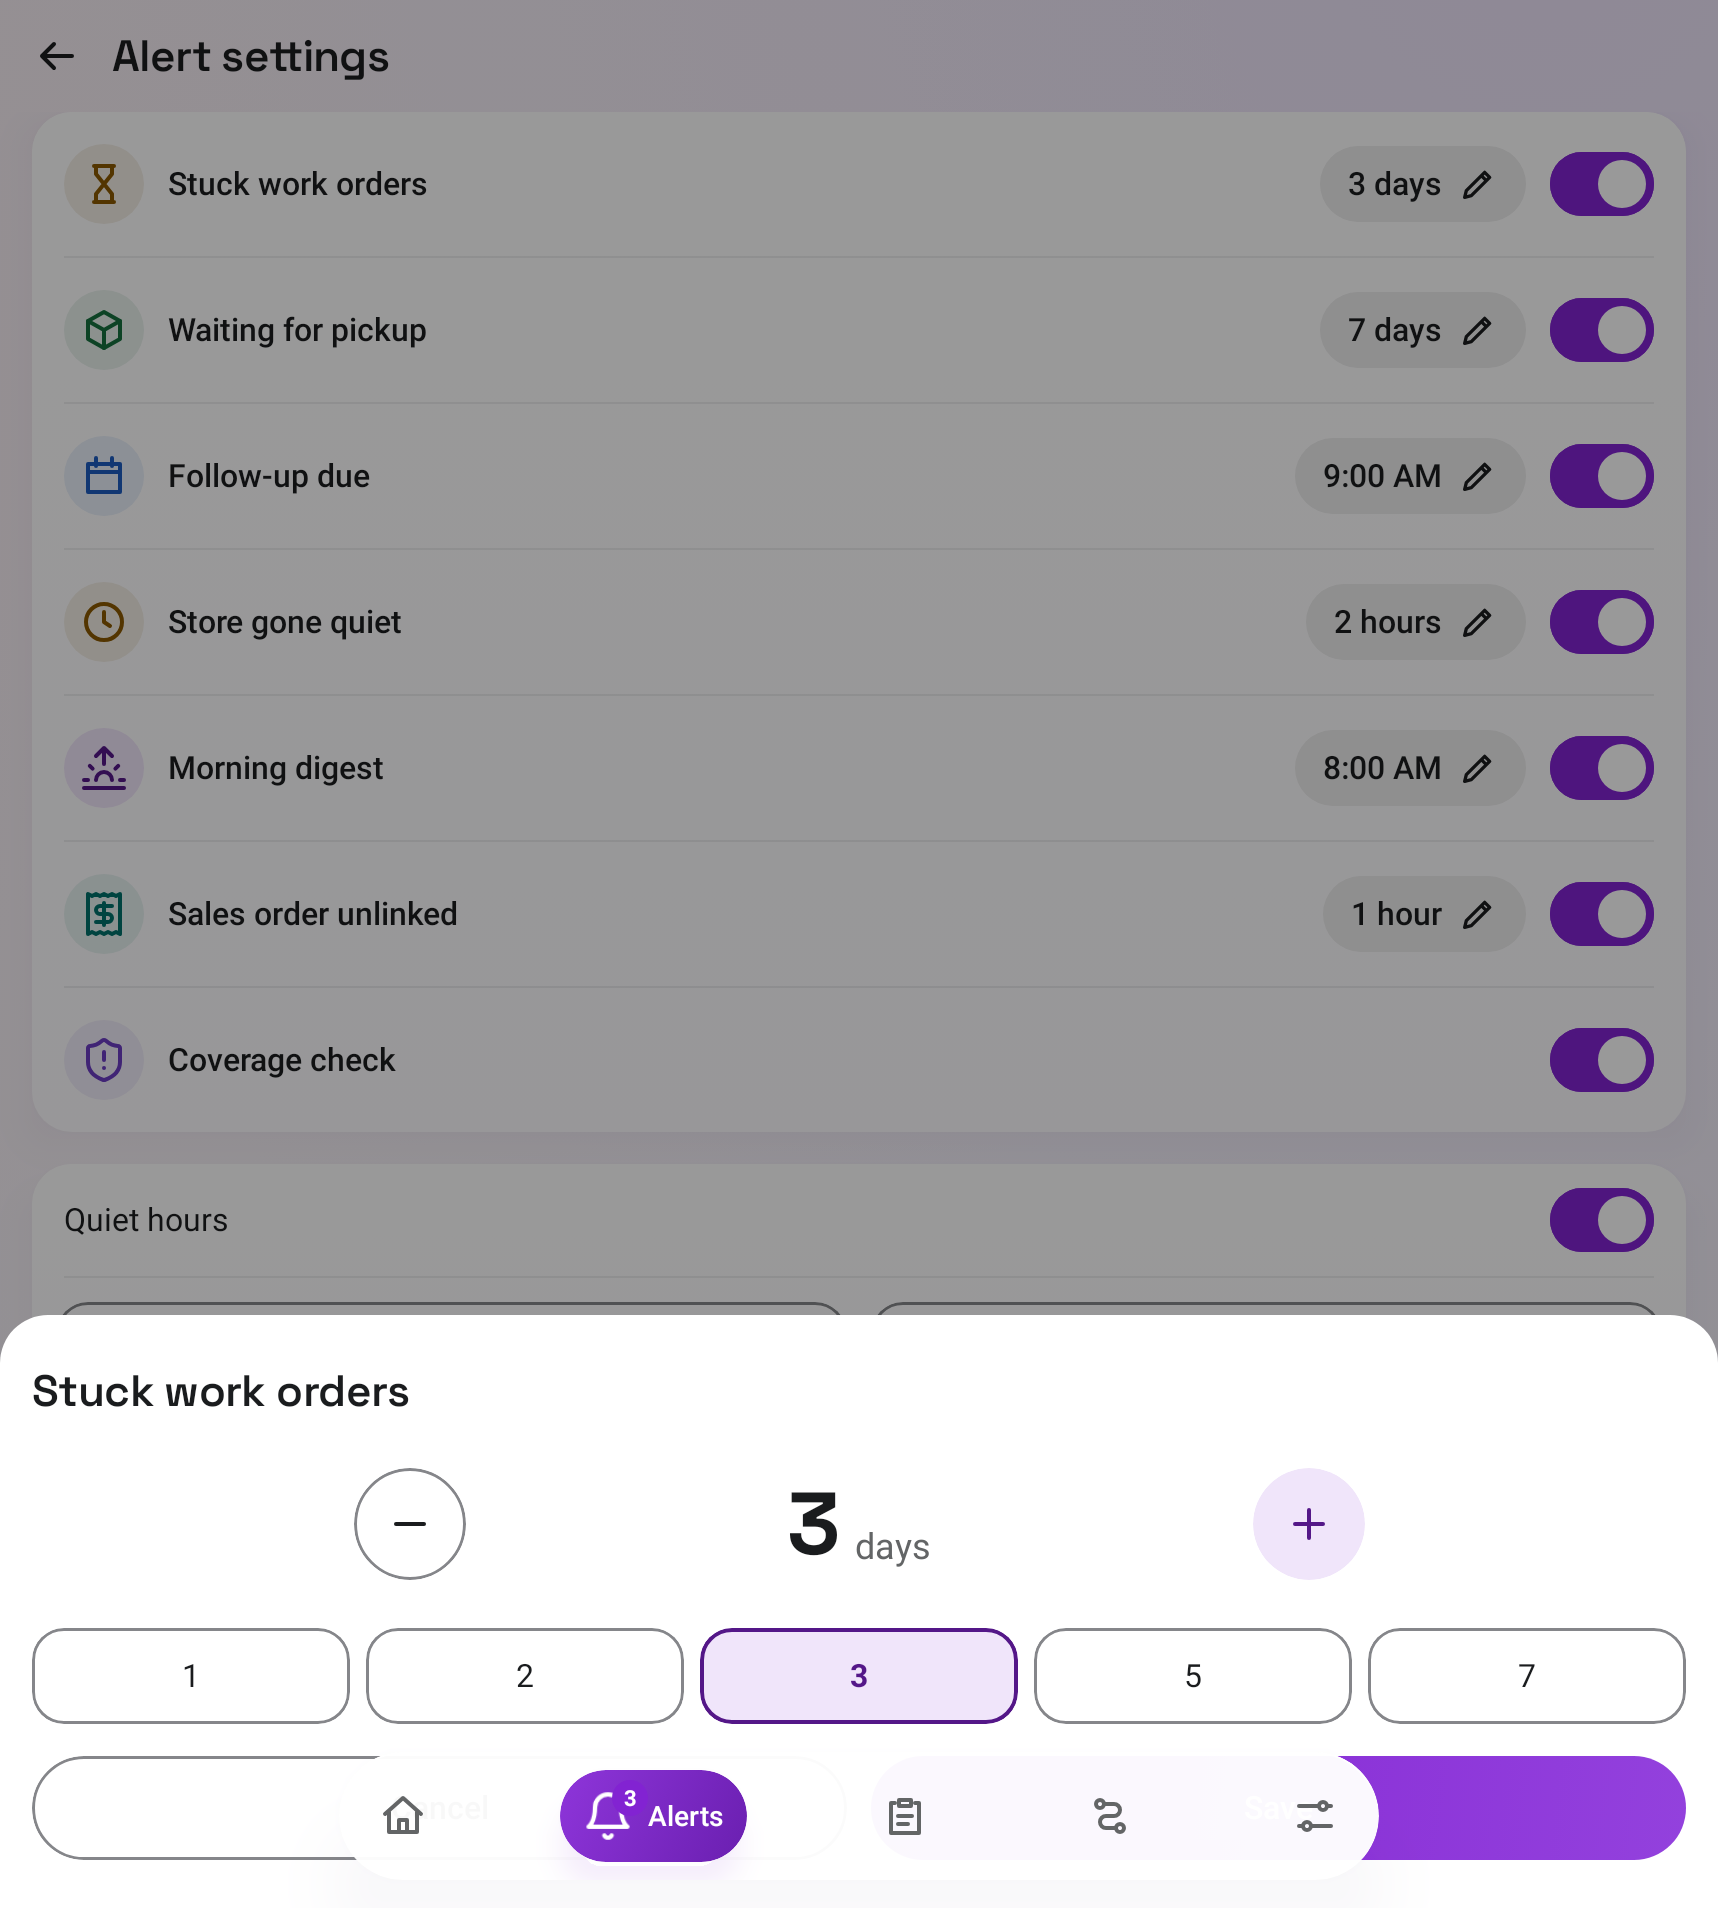 Alert settings
Stuck work orders 3 days
Waiting for pickup 7 days
Follow-up due 9:00 AM
Store gone quiet 2 hours
Morning digest 8:00 AM
Sales order unlinked 1 hour
Coverage check
Quiet hours
Stuck work orders
3 days
1 2 3 5 7
3 Alerts